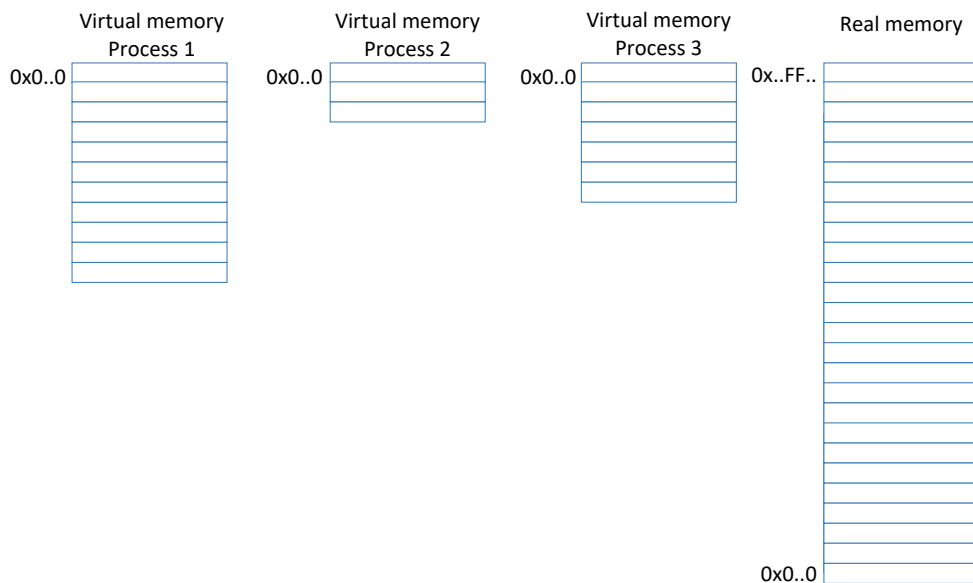 Virtual memory
Process 1
Virtual memory
Process 2
Virtual memory
Process 3
Real memory
0x0..0
0x0..0
0x0..0
0x..FF..
0x0..0